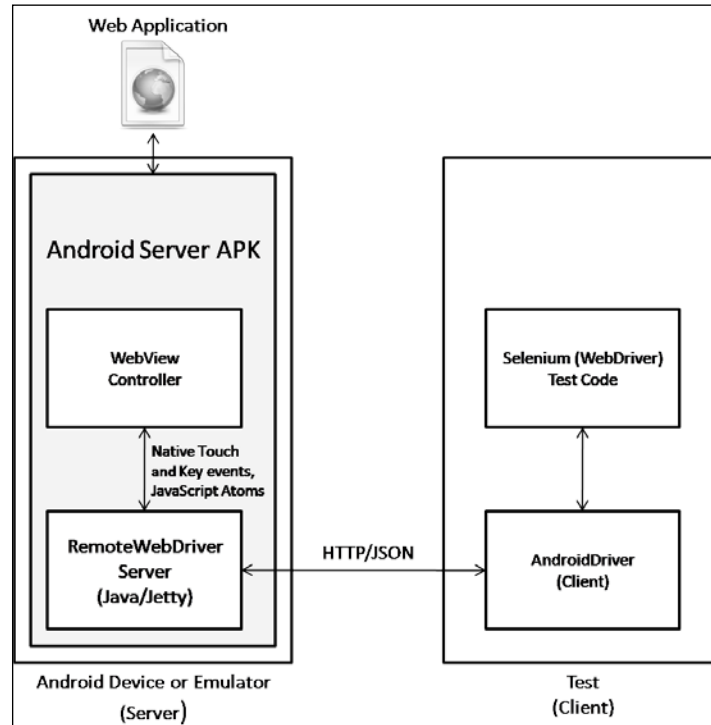 Web Application
Android Server APK
WebView
Controller
Native Touch
and Key events,
JavaScript Atoms
RemoteWebDriver
Server
(Java/Jetty)
HTTP/JSON
Selenium (WebDriver)
Test Code
AndroidDriver
(Client)
Android Device or Emulator
(Server)
Test
(Client)